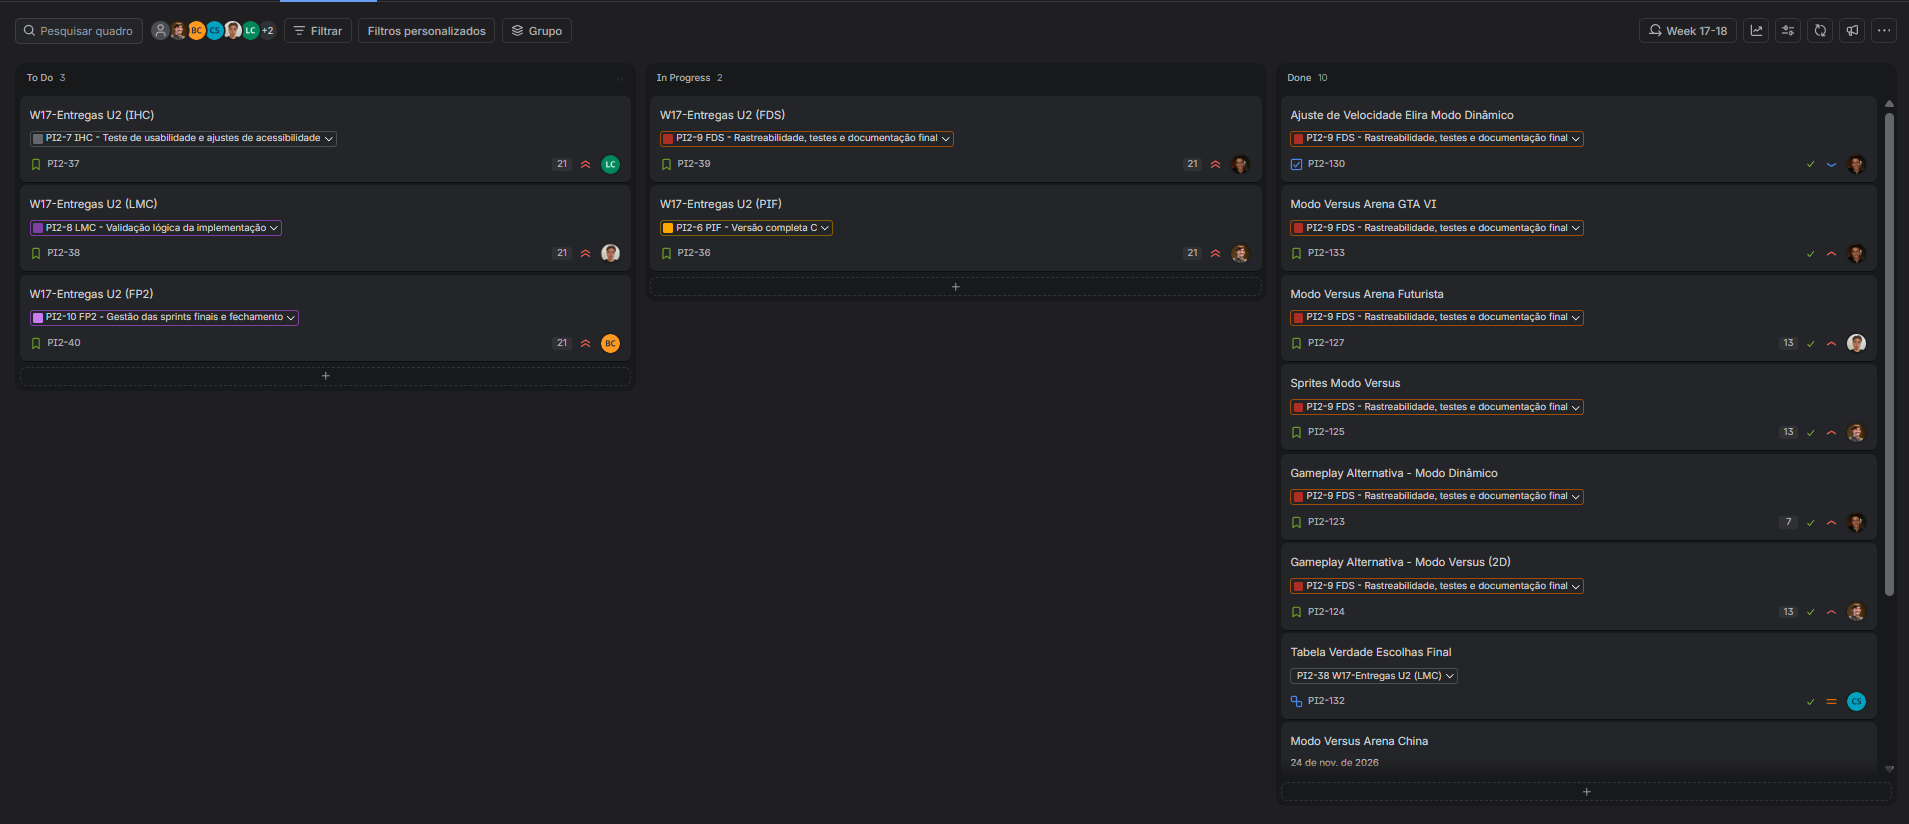 Pesquisar quadro
BC
CS
LC
+2
Filtrar
Filtros personalizados
Grupo
Week 17-18
To Do 3
W17-Entregas U2 (IHC)
PI2-7 IHC - Teste de usabilidade e ajustes de acessibilidade
PI2-37
21
LC
W17-Entregas U2 (LMC)
PI2-8 LMC - Validação lógica da implementação
PI2-38
21
W17-Entregas U2 (FP2)
PI2-10 FP2 - Gestão das sprints finais e fechamento
PI2-40
21
BC
In Progress 2
W17-Entregas U2 (FDS)
PI2-9 FDS - Rastreabilidade, testes e documentação final
PI2-39
21
W17-Entregas U2 (PIF)
PI2-6 PIF - Versão completa C
PI2-36
21
Done 10
Ajuste de Velocidade Elira Modo Dinâmico
PI2-9 FDS - Rastreabilidade, testes e documentação final
PI2-130
Modo Versus Arena GTA VI
PI2-9 FDS - Rastreabilidade, testes e documentação final
PI2-133
Modo Versus Arena Futurista
PI2-9 FDS - Rastreabilidade, testes e documentação final
PI2-127
13
Sprites Modo Versus
PI2-9 FDS - Rastreabilidade, testes e documentação final
PI2-125
13
Gameplay Alternativa - Modo Dinâmico
PI2-9 FDS - Rastreabilidade, testes e documentação final
PI2-123
7
Gameplay Alternativa - Modo Versus (2D)
PI2-9 FDS - Rastreabilidade, testes e documentação final
PI2-124
13
Tabela Verdade Escolhas Final
PI2-38 W17-Entregas U2 (LMC)
PI2-132
CS
Modo Versus Arena China
24 de nov. de 2026